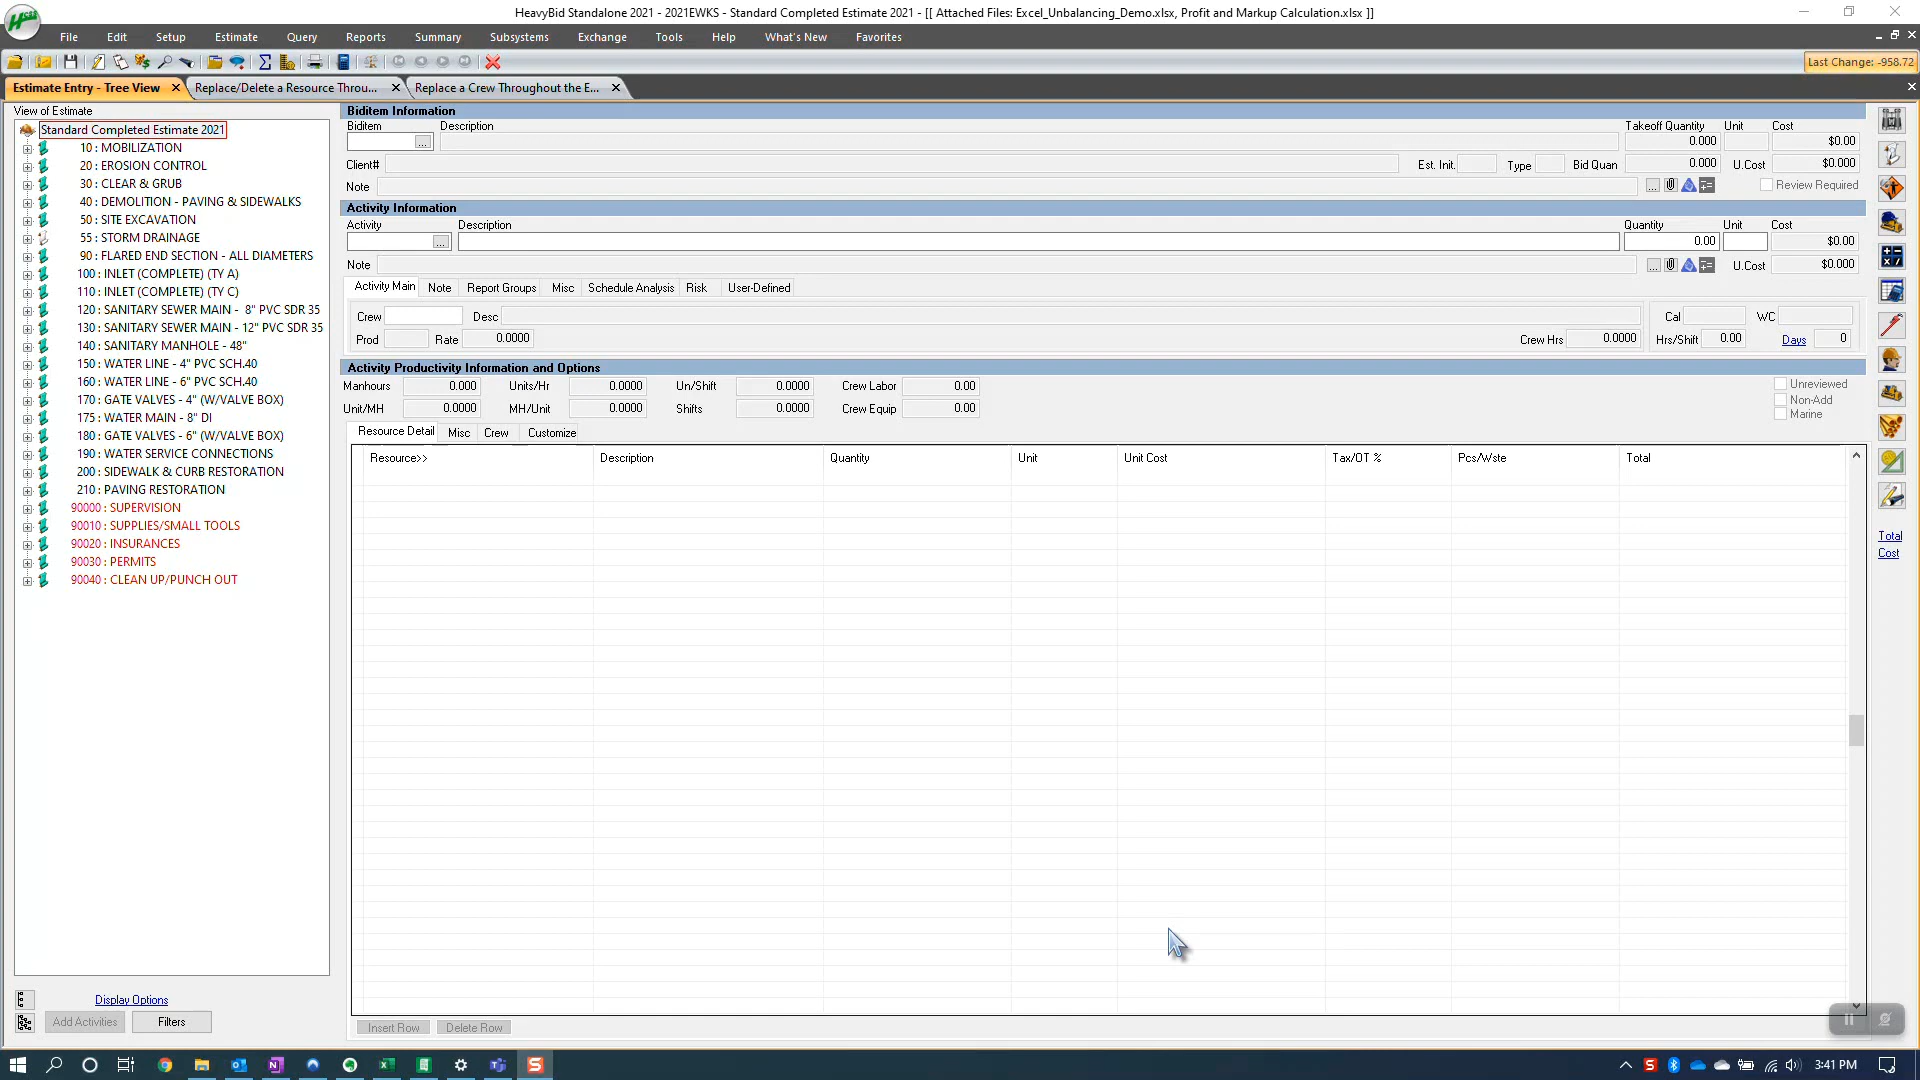 HeavyBid Standalone 2021 - 2021EWKS - Standard Completed Estimate 2021 - [[ Attached Files: Excel_Unbalancing_Demo.xlsx, Profit and Markup Calculation.xlsx ]]
File Edit Setup Estimate Query Reports Summary Subsystems Exchange Tools Help What's New Favorites
Last Change: -958.72
Estimate Entry - Tree View Replace/Delete a Resource Throu... Replace a Crew Throughout the E...
View of Estimate
Standard Completed Estimate 2021
10 : MOBILIZATION
20 : EROSION CONTROL
30 : CLEAR & GRUB
40 : DEMOLITION - PAVING & SIDEWALKS
50 : SITE EXCAVATION
55 : STORM DRAINAGE
90 : FLARED END SECTION - ALL DIAMETERS
100 : INLET (COMPLETE) (TY A)
110 : INLET (COMPLETE) (TY C)
120 : SANITARY SEWER MAIN - 8" PVC SDR 35
130 : SANITARY SEWER MAIN - 12" PVC SDR 35
140 : SANITARY MANHOLE - 48"
150 : WATER LINE - 4" PVC SCH.40
160 : WATER LINE - 6" PVC SCH.40
170 : GATE VALVES - 4" (W/VALVE BOX)
175 : WATER MAIN - 8" DI
180 : GATE VALVES - 6" (W/VALVE BOX)
190 : WATER SERVICE CONNECTIONS
200 : SIDEWALK & CURB RESTORATION
210 : PAVING RESTORATION
90000 : SUPERVISION
90010 : SUPPLIES/SMALL TOOLS
90020 : INSURANCES
90030 : PERMITS
90040 : CLEAN UP/PUNCH OUT
Display Options
Add Activities Filters
Biditem Information
Biditem Description Takeoff Quantity Unit Cost
... 0.000 $0.00
Client# Est. Init. Type Bid Quan 0.000 U.Cost $0.000
Note ... Review Required
Activity Information
Activity Description Quantity Unit Cost
... 0.00 $0.00
Note ... U.Cost $0.000
Activity Main Note Report Groups Misc Schedule Analysis Risk User-Defined
Crew Desc Cal WC
Prod Rate 0.0000 Crew Hrs 0.0000 Hrs/Shift 0.00 Days 0
Activity Productivity Information and Options
Manhours 0.000 Units/Hr 0.0000 Un/Shift 0.0000 Crew Labor 0.00 Unreviewed
Non-Add
Unit/MH 0.0000 MH/Unit 0.0000 Shifts 0.0000 Crew Equip 0.00 Marine
Resource Detail Misc Crew Customize
Resource>> Description Quantity Unit Unit Cost Tax/OT % Pcs/Wste Total
Total
Cost
Insert Row Delete Row
3:41 PM